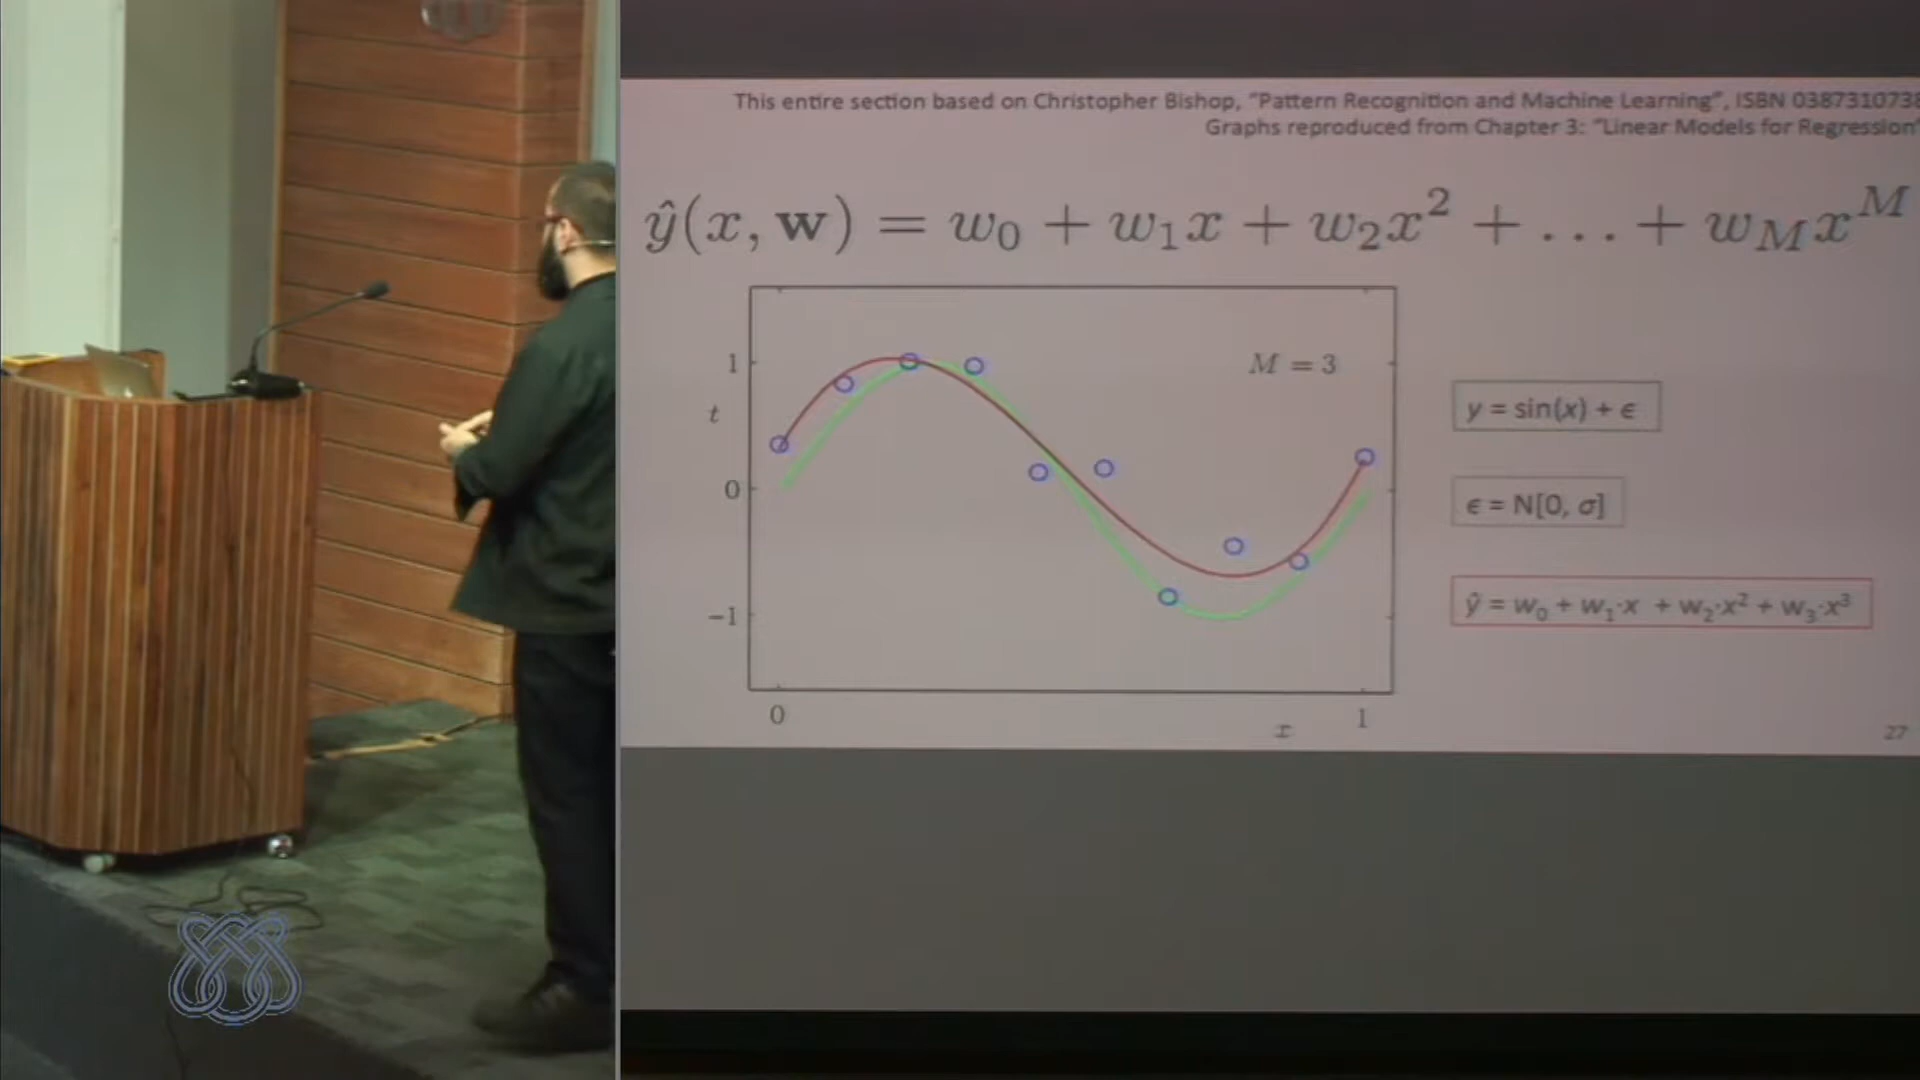 This entire section based on Christopher Bishop, "Pattern Recognition and Machine Learning", ISBN 0387310738
Graphs reproduced from Chapter 3: "Linear Models for Regression"
ŷ(x, w) = w₀ + w₁x + w₂x² + . . . + w_M x^M
M = 3
1
t
0
−1
0
x
1
y = sin(x) + ϵ
ϵ = N[0, σ]
ŷ = w₀ + w₁·x + w₂·x² + w₃·x³
27